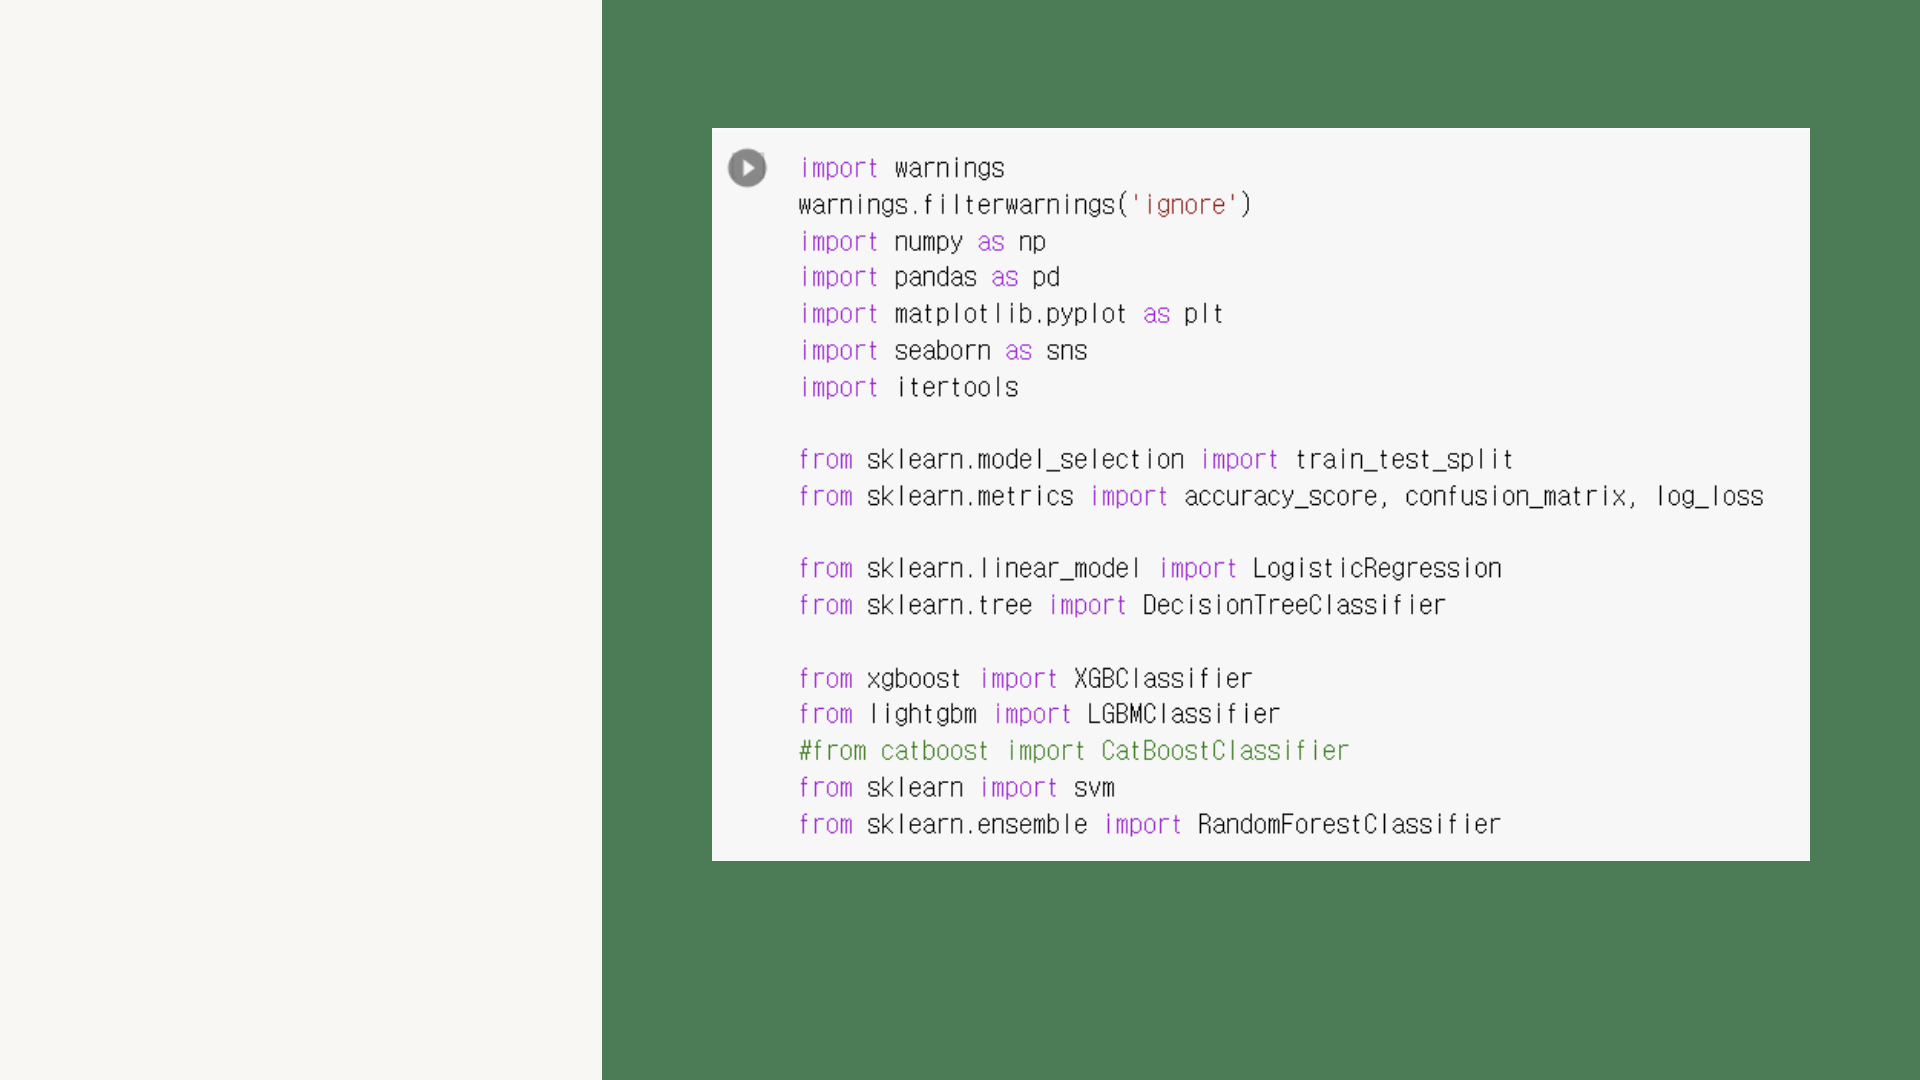 import warnings
warnings.filterwarnings('ignore')
import numpy as np
import pandas as pd
import matplotlib.pyplot as plt
import seaborn as sns
import itertools
from sklearn.model_selection import train_test_split
from sklearn.metrics import accuracy_score, confusion_matrix, log_loss
from sklearn.linear_model import LogisticRegression
from sklearn.tree import DecisionTreeClassifier
from xgboost import XGBClassifier
from lightgbm import LGBMClassifier
#from catboost import CatBoostClassifier
from sklearn import svm
from sklearn.ensemble import RandomForestClassifier